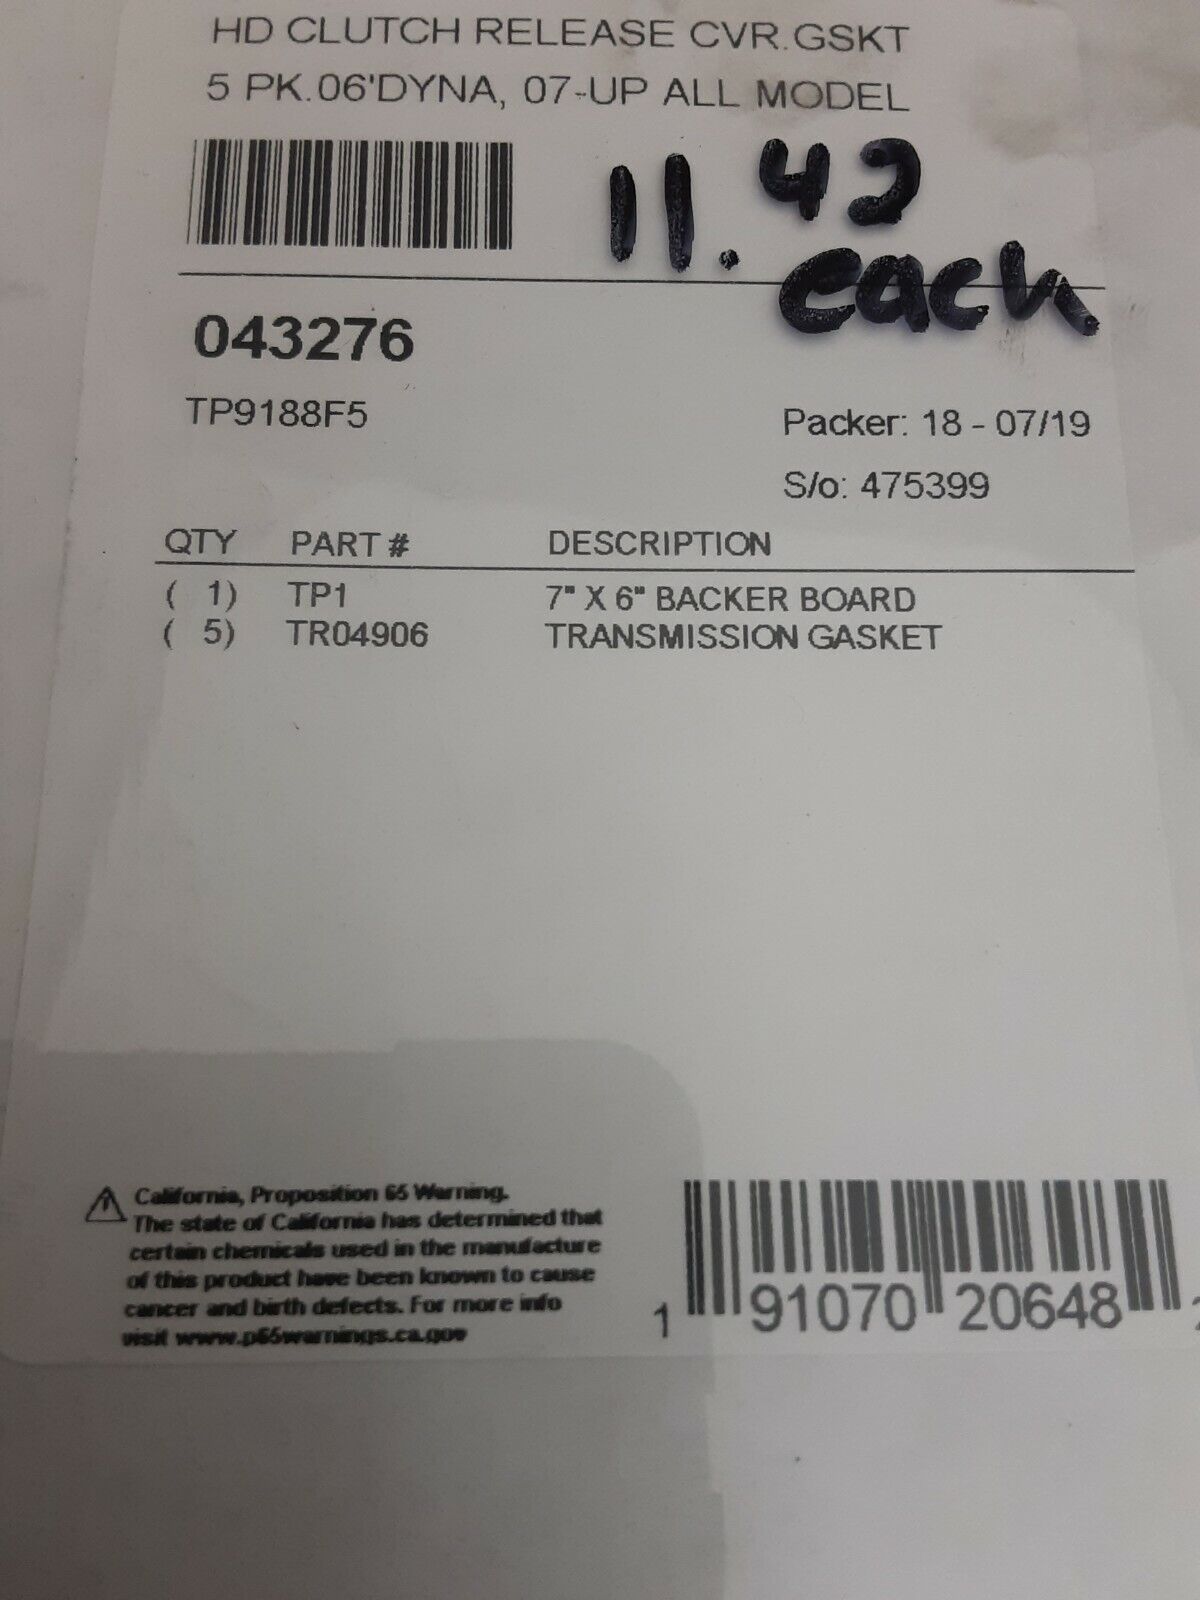 HD CLUTCH RELEASE CVR.GSKT
5 PK.06'DYNA, 07-UP ALL MODEL
11.42
each
043276
TP9188F5
Packer: 18 - 07/19
S/o: 475399
QTY PART # DESCRIPTION
( 1) TP1 7" X 6" BACKER BOARD
( 5) TR04906 TRANSMISSION GASKET
California, Proposition 65 Warning.
The state of California has determined that
certain chemicals used in the manufacture
of this product have been known to cause
cancer and birth defects. For more info
visit www.p65warnings.ca.gov
1 91070 20648